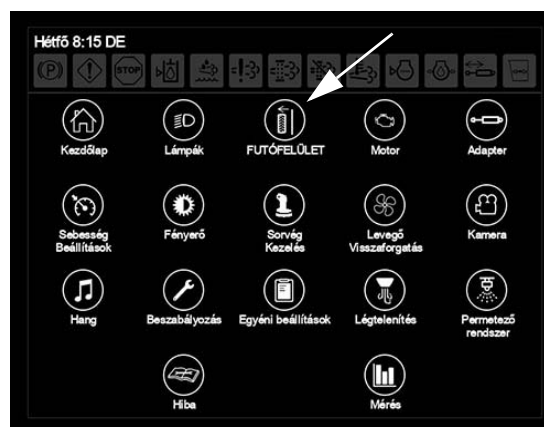 Hétfő 8:15 DE
(P) STOP
Kezdőlap Lámpák FUTÓFELÜLET Motor Adapter
Sebesség Fényerő Sorvég Levegő Kamera
Beállítások Kezelés Visszaforgatás
Hang Beszabályozás Egyéni beállítások Légtelenítés Permetező
rendszer
Hiba Mérés